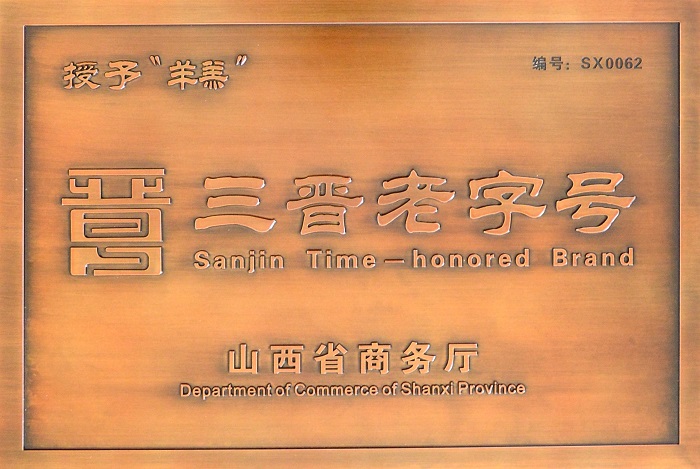 授予“羊羔”
编号：SX0062
三晋老字号
Sanjin Time-honored Brand
山西省商务厅
Department of Commerce of Shanxi Province